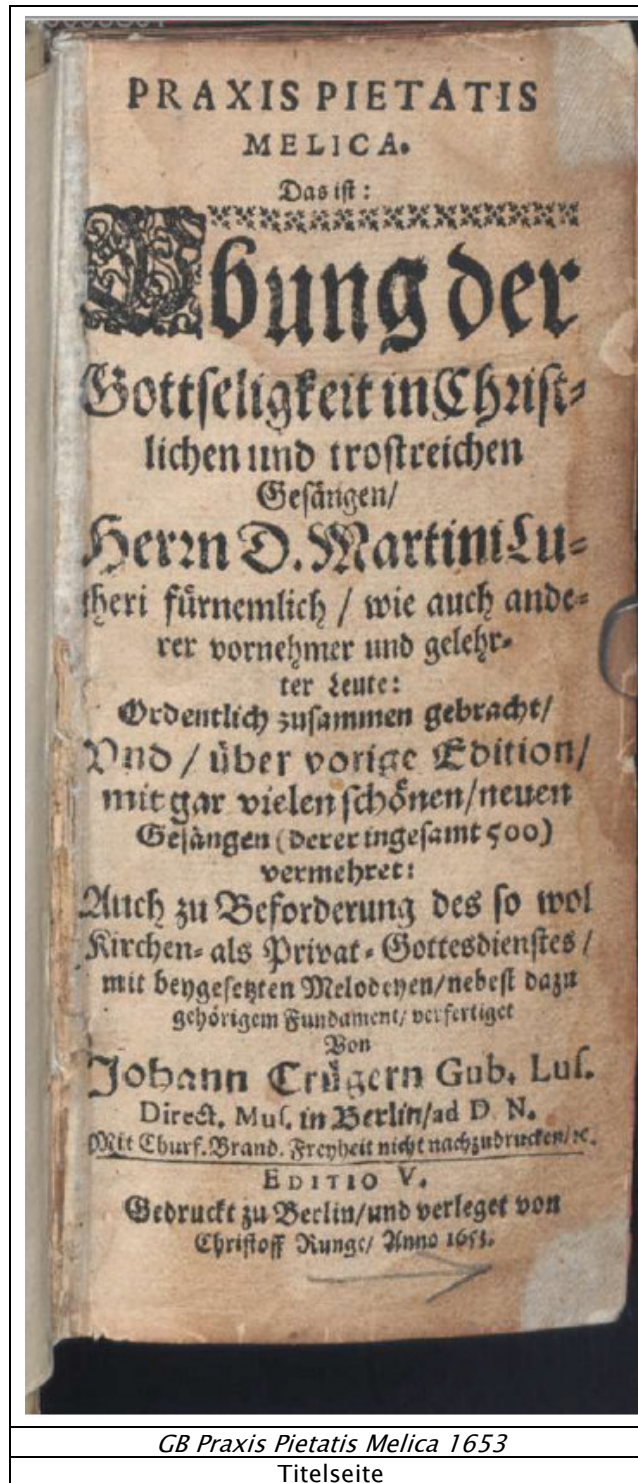 PRAXIS PIETATIS
MELICA.
Das ist:
Ubung der
Gottseligkeit in Christ-
lichen und trostreichen
Gesängen/
Herrn D. Martini Lu-
theri fürnemlich / wie auch ande-
rer vornehmer und gelehr-
ter Leute:
Ordentlich zusammen gebracht/
Vnd / über vorige Edition/
mit gar vielen schönen/neuen
Gesängen (derer ingesamt 500)
vermehret:
Auch zu Beforderung des so wol
Kirchen- als Privat-Gottesdienstes /
mit beygesetzten Melodeyen/nebest dazu
gehörigem Fundament/ verfertiget
Von
Johann Crügern Gub. Lus.
Direct. Mus. in Berlin/ad D. N.
Mit Churf. Brand. Freyheit nicht nachzudrucken/ꝛc.
EDITIO V.
Gedruckt zu Berlin/und verleget von
Christoff Runge/ Anno 1653.
GB Praxis Pietatis Melica 1653
Titelseite